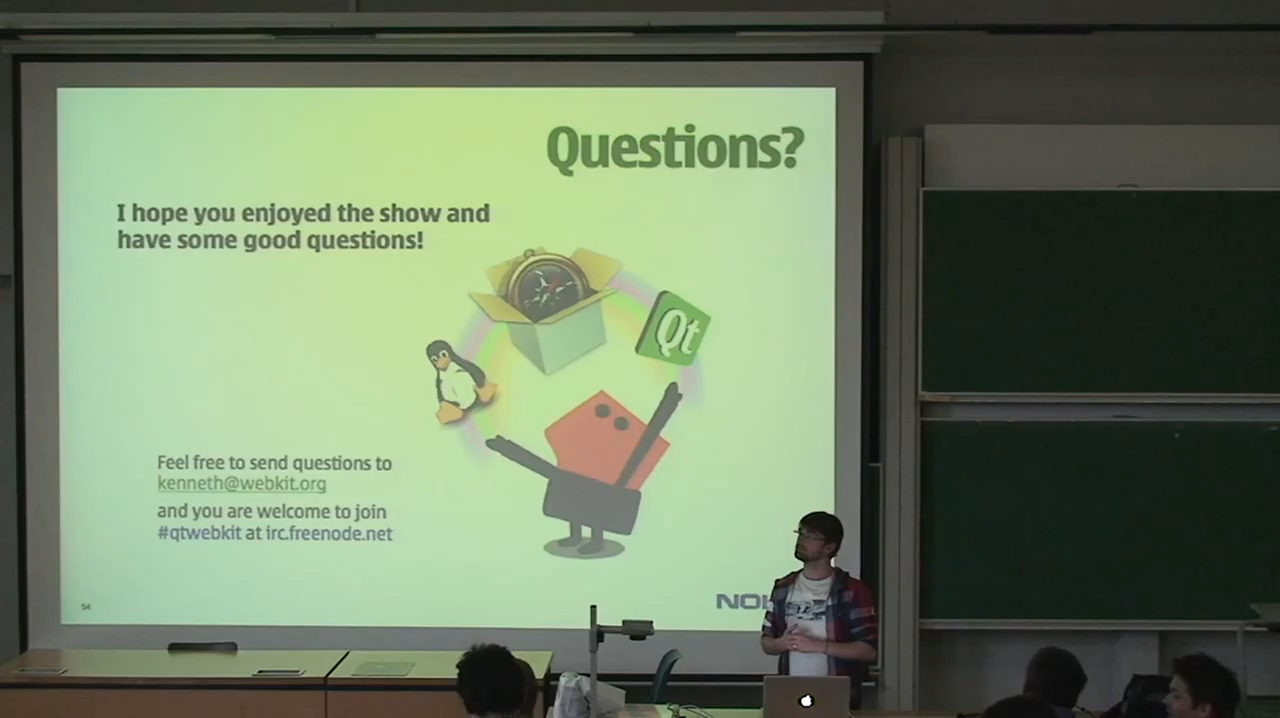 Questions?
I hope you enjoyed the show and
have some good questions!
Qt
Feel free to send questions to
kenneth@webkit.org
and you are welcome to join
#qtwebkit at irc.freenode.net
54